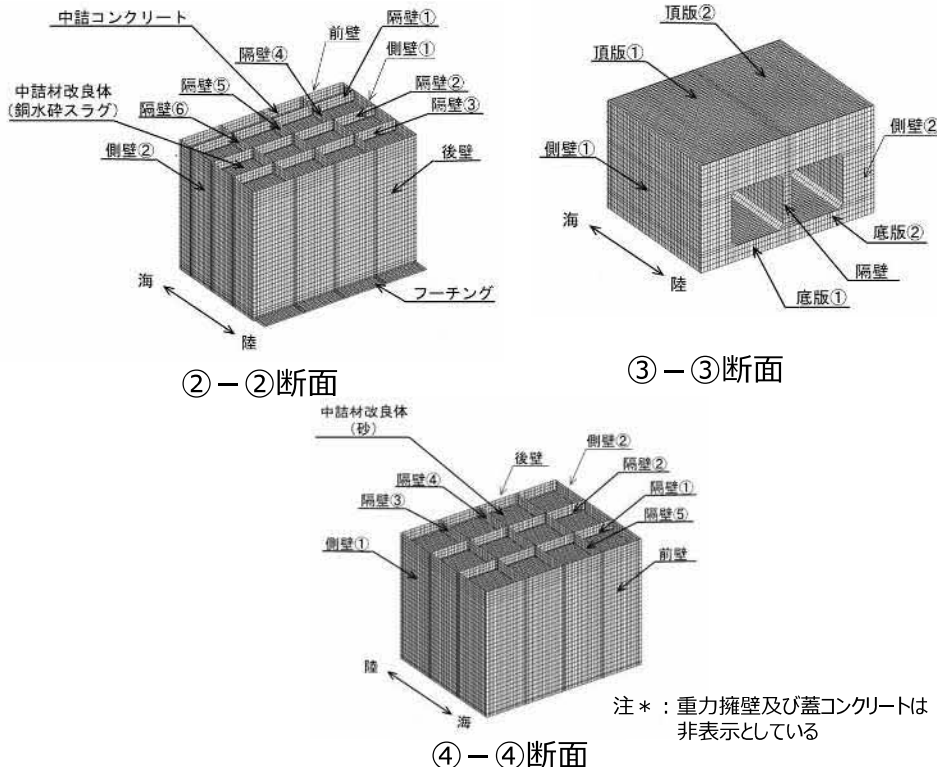 中詰コンクリート
前壁
隔壁①
隔壁④
側壁①
中詰材改良体
(銅水砕スラグ)
隔壁⑤
隔壁②
隔壁⑥
隔壁③
側壁②
後壁
海
陸
フーチング
②－②断面
頂版②
頂版①
側壁②
側壁①
海
陸
底版②
隔壁
底版①
③－③断面
中詰材改良体
(砂)
後壁
側壁②
隔壁④
隔壁②
隔壁③
隔壁①
隔壁⑤
側壁①
前壁
陸
海
④－④断面
注＊：重力擁壁及び蓋コンクリートは
非表示としている